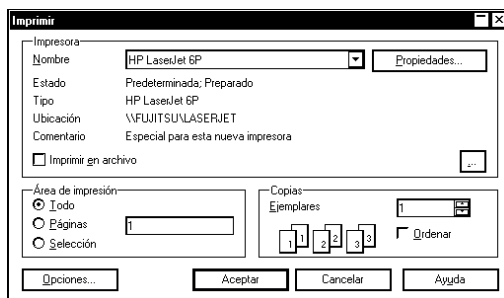 Imprimir
Impresora
Nombre HP LaserJet 6P Propiedades...
Estado Predeterminada; Preparado
Tipo HP LaserJet 6P
Ubicación \\FUJITSU\LASERJET
Comentario Especial para esta nueva impresora
Imprimir en archivo ...
Área de impresión Copias
Todo Ejemplares 1
Páginas 1
Selección 1 1 2 2 3 3 Ordenar
Opciones... Aceptar Cancelar Ayuda